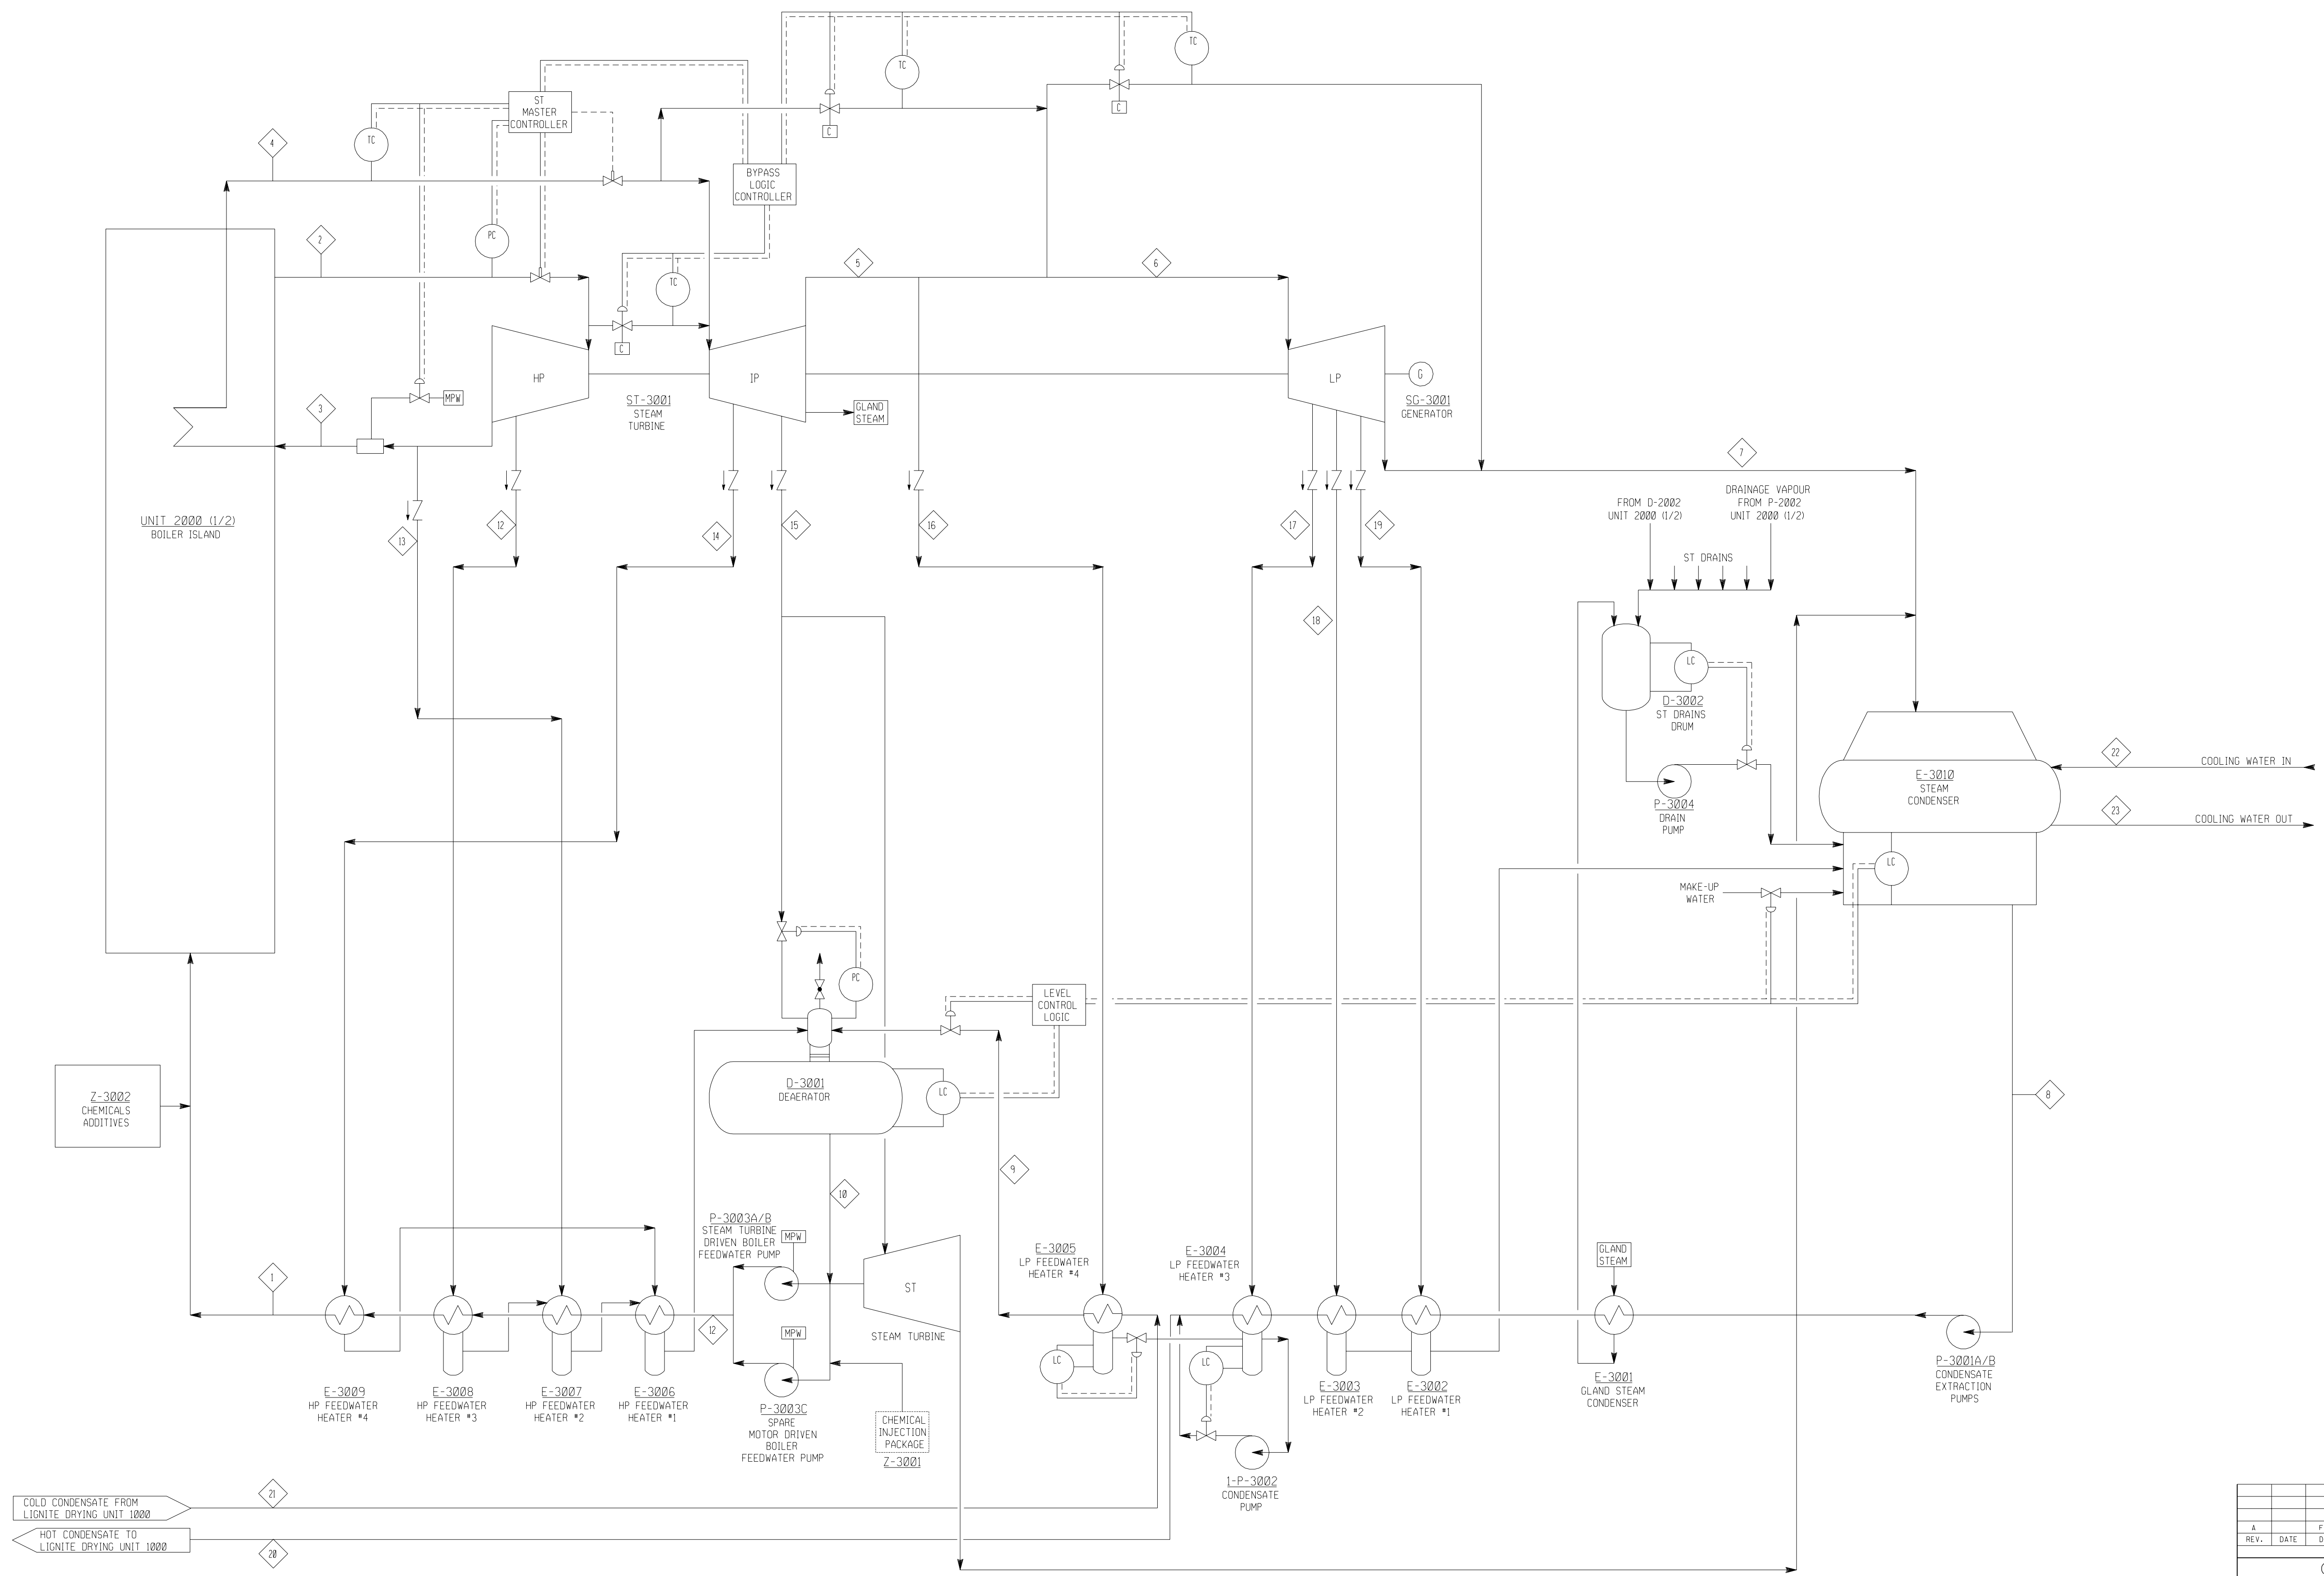 TC
TC
ST
MASTER
CONTROLLER
C
TC
C
4
BYPASS
LOGIC
CONTROLLER
2
PC
5
6
TC
C
HP
IP
LP
G
MPW
3
ST-3001
STEAM
TURBINE
GLAND
STEAM
SG-3001
GENERATOR
7
UNIT 2000 (1/2)
BOILER ISLAND
13
12
14
15
16
17
19
FROM D-2002
UNIT 2000 (1/2)
DRAINAGE VAPOUR
FROM P-2002
UNIT 2000 (1/2)
ST DRAINS
18
LC
D-3002
ST DRAINS
DRUM
P-3004
DRAIN
PUMP
E-3010
STEAM
CONDENSER
22
COOLING WATER IN
23
COOLING WATER OUT
LC
MAKE-UP
WATER
PC
LEVEL
CONTROL
LOGIC
Z-3002
CHEMICALS
ADDITIVES
D-3001
DEAERATOR
LC
8
9
10
P-3003A/B
STEAM TURBINE
DRIVEN BOILER
FEEDWATER PUMP
MPW
E-3005
LP FEEDWATER
HEATER #4
E-3004
LP FEEDWATER
HEATER #3
GLAND
STEAM
1
ST
12
STEAM TURBINE
MPW
LC
LC
E-3009
HP FEEDWATER
HEATER #4
E-3008
HP FEEDWATER
HEATER #3
E-3007
HP FEEDWATER
HEATER #2
E-3006
HP FEEDWATER
HEATER #1
P-3003C
SPARE
MOTOR DRIVEN
BOILER
FEEDWATER PUMP
CHEMICAL
INJECTION
PACKAGE
Z-3001
E-3003
LP FEEDWATER
HEATER #2
E-3002
LP FEEDWATER
HEATER #1
E-3001
GLAND STEAM
CONDENSER
P-3001A/B
CONDENSATE
EXTRACTION
PUMPS
1-P-3002
CONDENSATE
PUMP
21
COLD CONDENSATE FROM
LIGNITE DRYING UNIT 1000
HOT CONDENSATE TO
LIGNITE DRYING UNIT 1000
20
A F
REV. DATE D